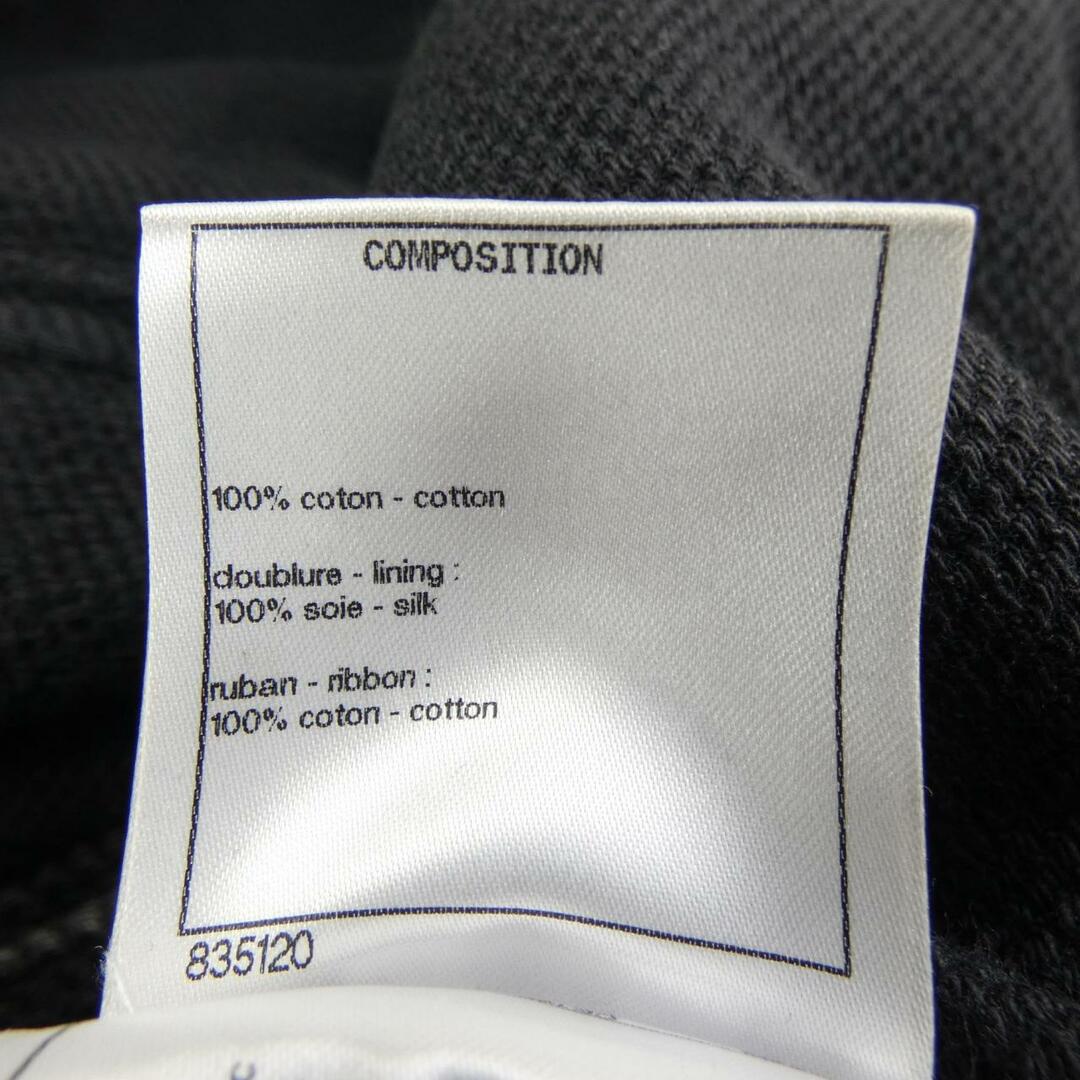 COMPOSITION
100% coton - cotton
doublure - lining :
100% soie - silk
ruban - ribbon :
100% coton - cotton
835120